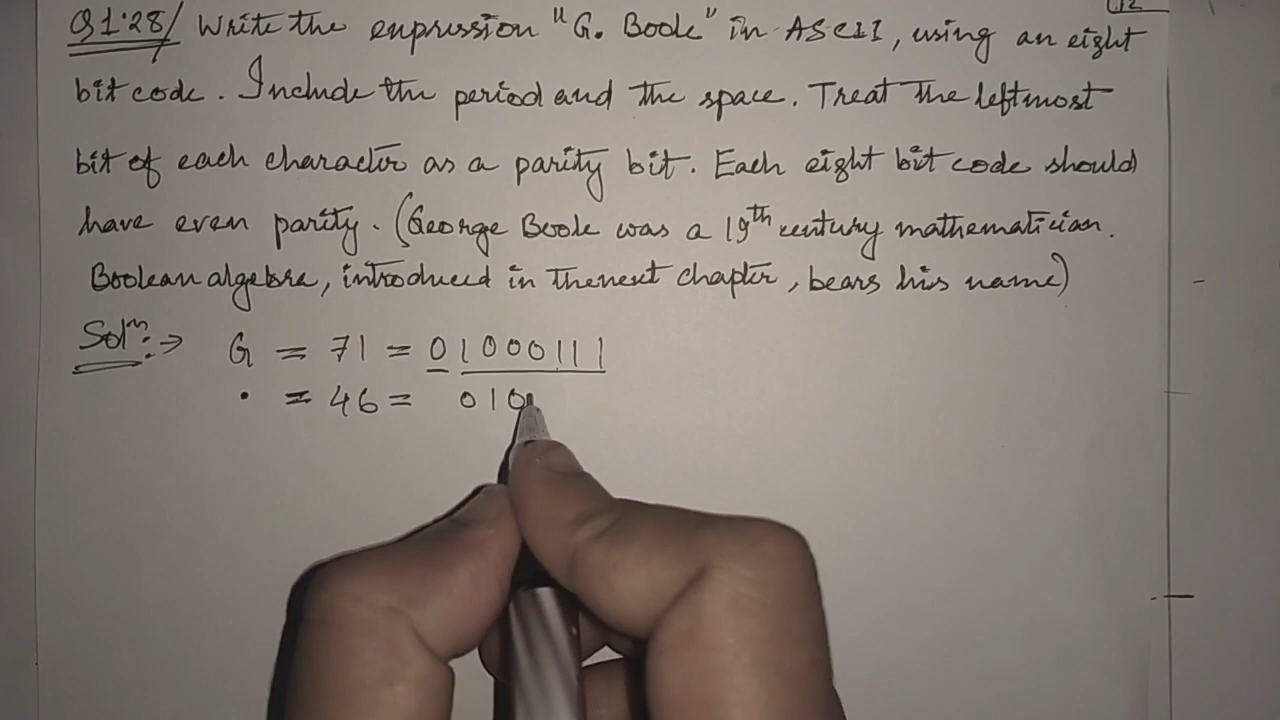 Q1.28/ Write the expression "G. Boole" in ASCII, using an eight
bit code. Include the period and the space. Treat the leftmost
bit of each character as a parity bit. Each eight bit code should
have even parity. (George Boole was a 19th century mathematician.
Boolean algebra, introduced in the next chapter, bears his name)
Soln: → G = 71 = 01000111
. = 46 = 010